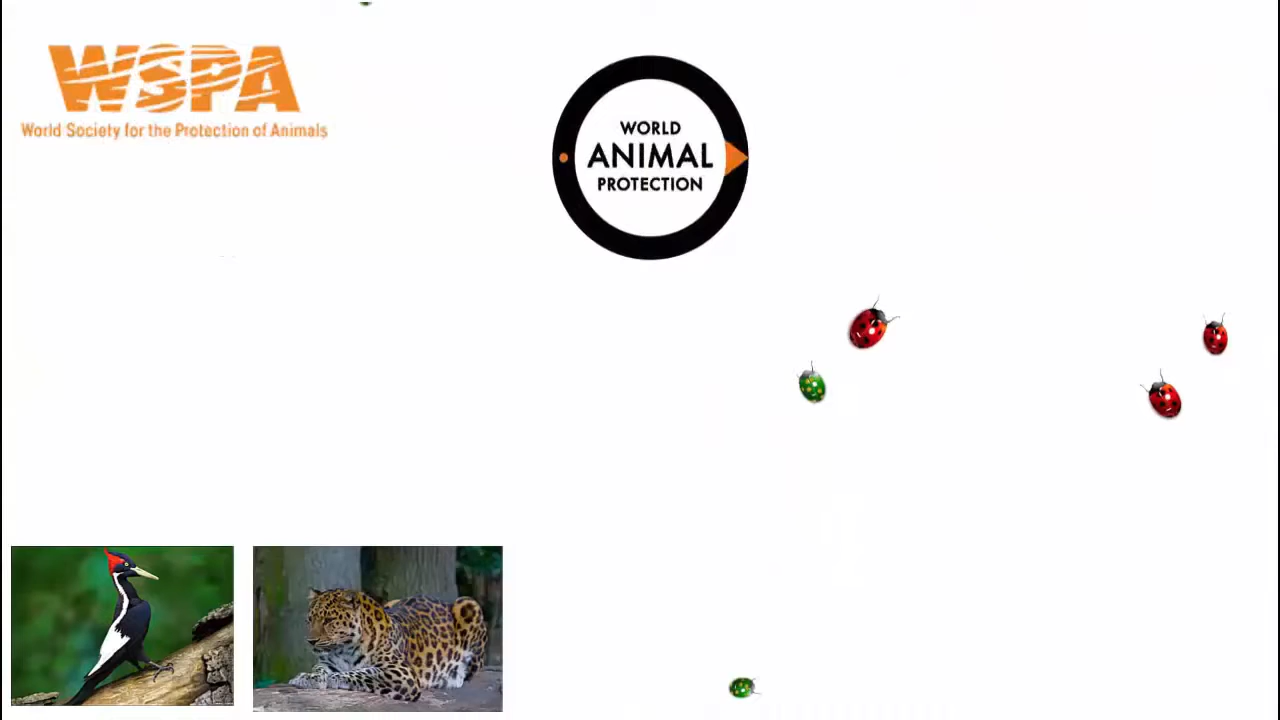 WSPA
World Society for the Protection of Animals
WORLD
ANIMAL
PROTECTION